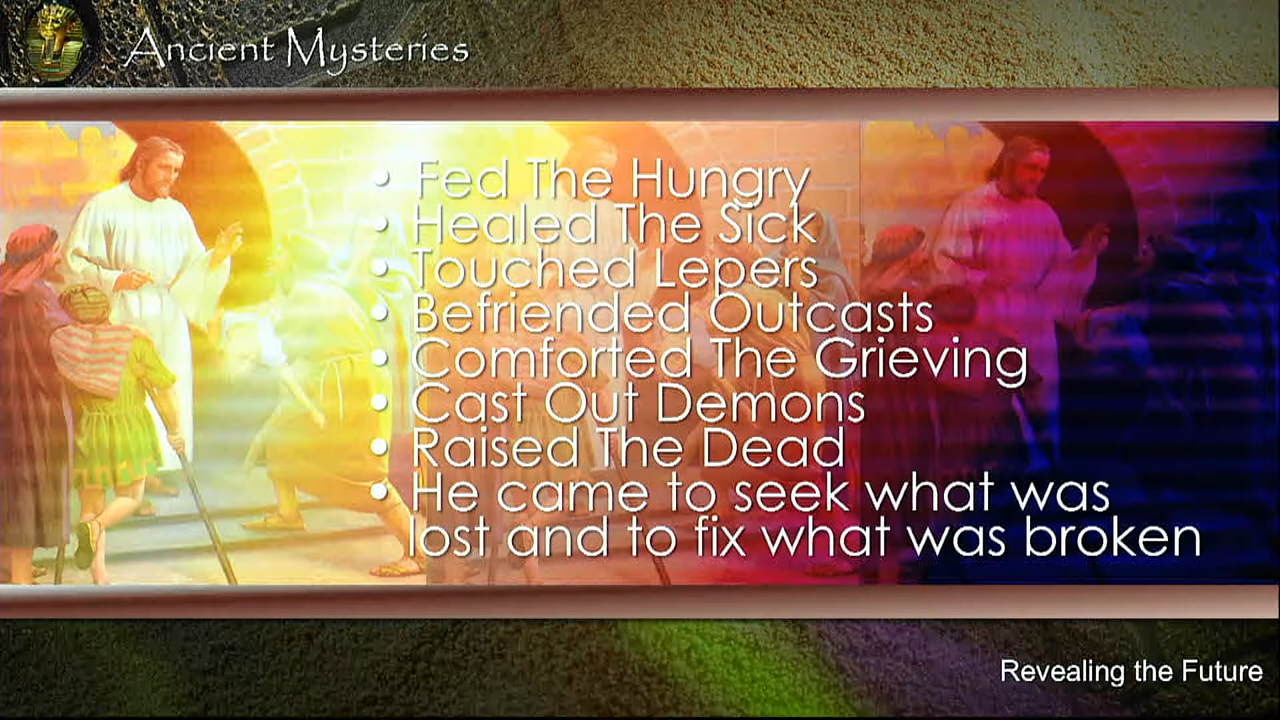 Ancient Mysteries
• Fed The Hungry
• Healed The Sick
• Touched Lepers
• Befriended Outcasts
• Comforted The Grieving
• Cast Out Demons
• Raised The Dead
• He came to seek what was
lost and to fix what was broken
Revealing the Future